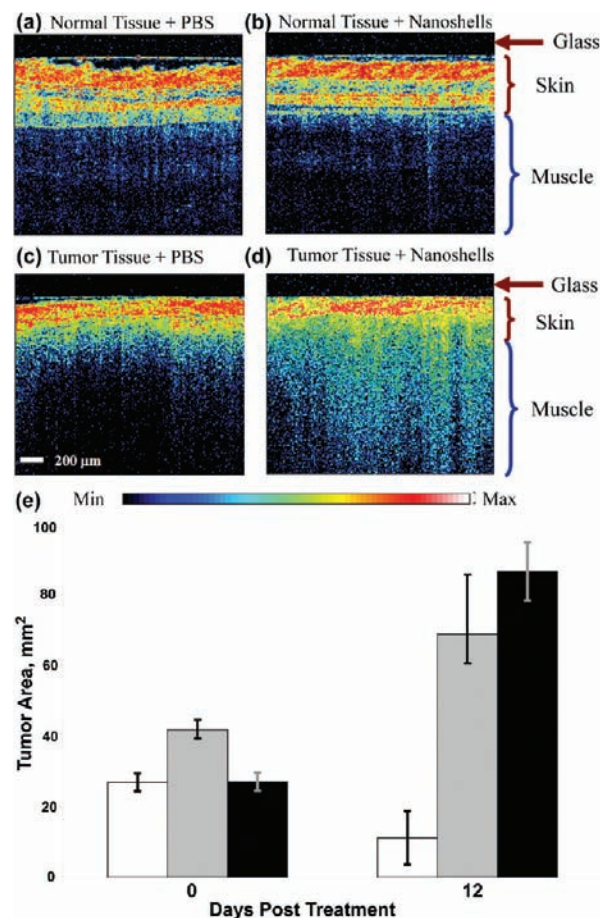 (a) Normal Tissue + PBS
(b) Normal Tissue + Nanoshells
Glass
Skin
Muscle
(c) Tumor Tissue + PBS
(d) Tumor Tissue + Nanoshells
Glass
Skin
Muscle
200 μm
Min
Max
(e)
100
80
60
40
20
0
Tumor Area, mm²
0
12
Days Post Treatment